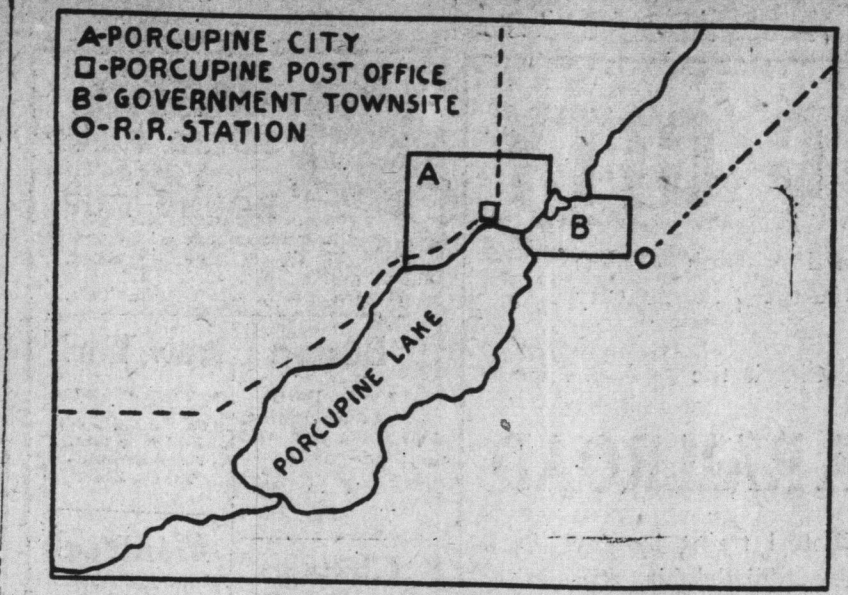 A-PORCUPINE CITY
□-PORCUPINE POST OFFICE
B-GOVERNMENT TOWNSITE
O-R.R. STATION
A
B
PORCUPINE LAKE